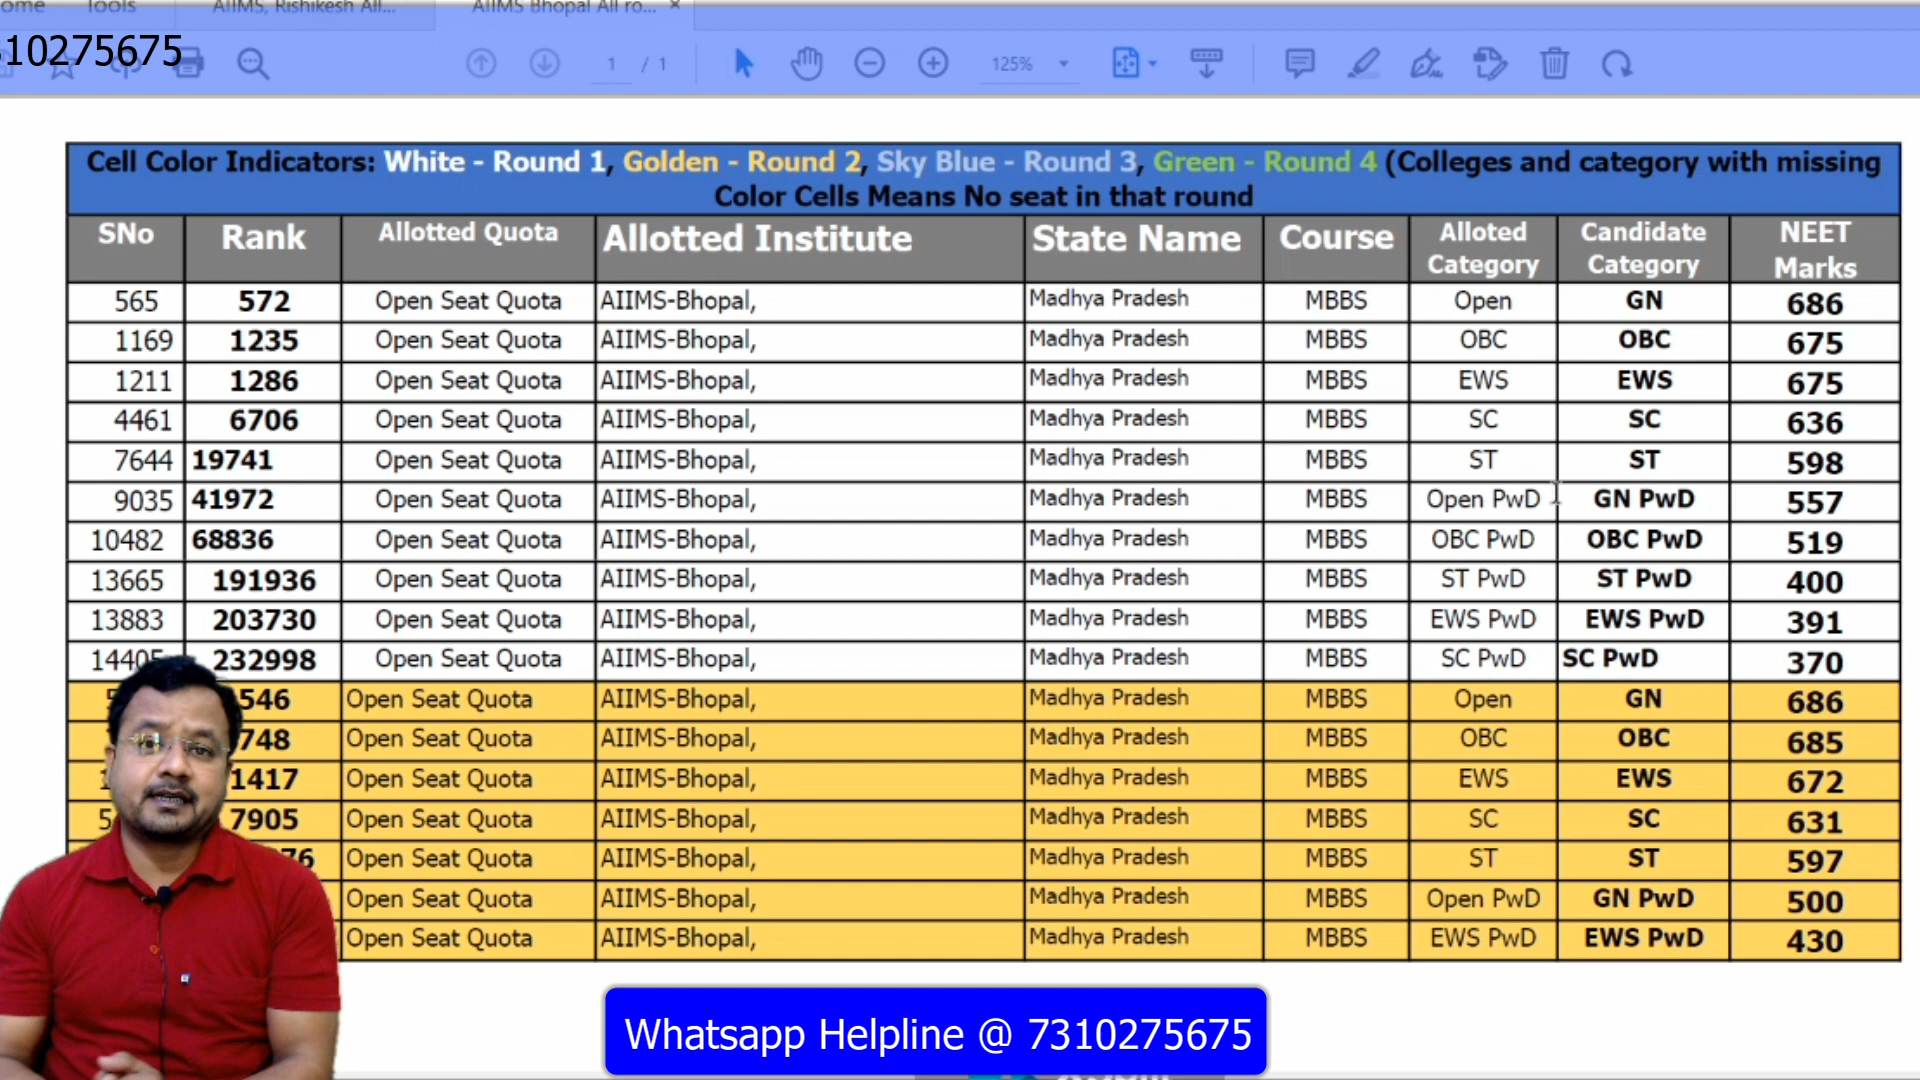 AIIMS, Rishikesh All...
AIIMS Bhopal All ro...
Tools
10275675
1 / 1
125%
Cell Color Indicators: White - Round 1, Golden - Round 2, Sky Blue - Round 3, Green - Round 4 (Colleges and category with missing
Color Cells Means No seat in that round
SNo Rank Allotted Quota Allotted Institute State Name Course Alloted Category Candidate Category NEET Marks
565 572 Open Seat Quota AIIMS-Bhopal, Madhya Pradesh MBBS Open GN 686
1169 1235 Open Seat Quota AIIMS-Bhopal, Madhya Pradesh MBBS OBC OBC 675
1211 1286 Open Seat Quota AIIMS-Bhopal, Madhya Pradesh MBBS EWS EWS 675
4461 6706 Open Seat Quota AIIMS-Bhopal, Madhya Pradesh MBBS SC SC 636
7644 19741 Open Seat Quota AIIMS-Bhopal, Madhya Pradesh MBBS ST ST 598
9035 41972 Open Seat Quota AIIMS-Bhopal, Madhya Pradesh MBBS Open PwD GN PwD 557
10482 68836 Open Seat Quota AIIMS-Bhopal, Madhya Pradesh MBBS OBC PwD OBC PwD 519
13665 191936 Open Seat Quota AIIMS-Bhopal, Madhya Pradesh MBBS ST PwD ST PwD 400
13883 203730 Open Seat Quota AIIMS-Bhopal, Madhya Pradesh MBBS EWS PwD EWS PwD 391
14405 232998 Open Seat Quota AIIMS-Bhopal, Madhya Pradesh MBBS SC PwD SC PwD 370
546 Open Seat Quota AIIMS-Bhopal, Madhya Pradesh MBBS Open GN 686
748 Open Seat Quota AIIMS-Bhopal, Madhya Pradesh MBBS OBC OBC 685
1417 Open Seat Quota AIIMS-Bhopal, Madhya Pradesh MBBS EWS EWS 672
7905 Open Seat Quota AIIMS-Bhopal, Madhya Pradesh MBBS SC SC 631
Open Seat Quota AIIMS-Bhopal, Madhya Pradesh MBBS ST ST 597
Open Seat Quota AIIMS-Bhopal, Madhya Pradesh MBBS Open PwD GN PwD 500
Open Seat Quota AIIMS-Bhopal, Madhya Pradesh MBBS EWS PwD EWS PwD 430
Whatsapp Helpline @ 7310275675